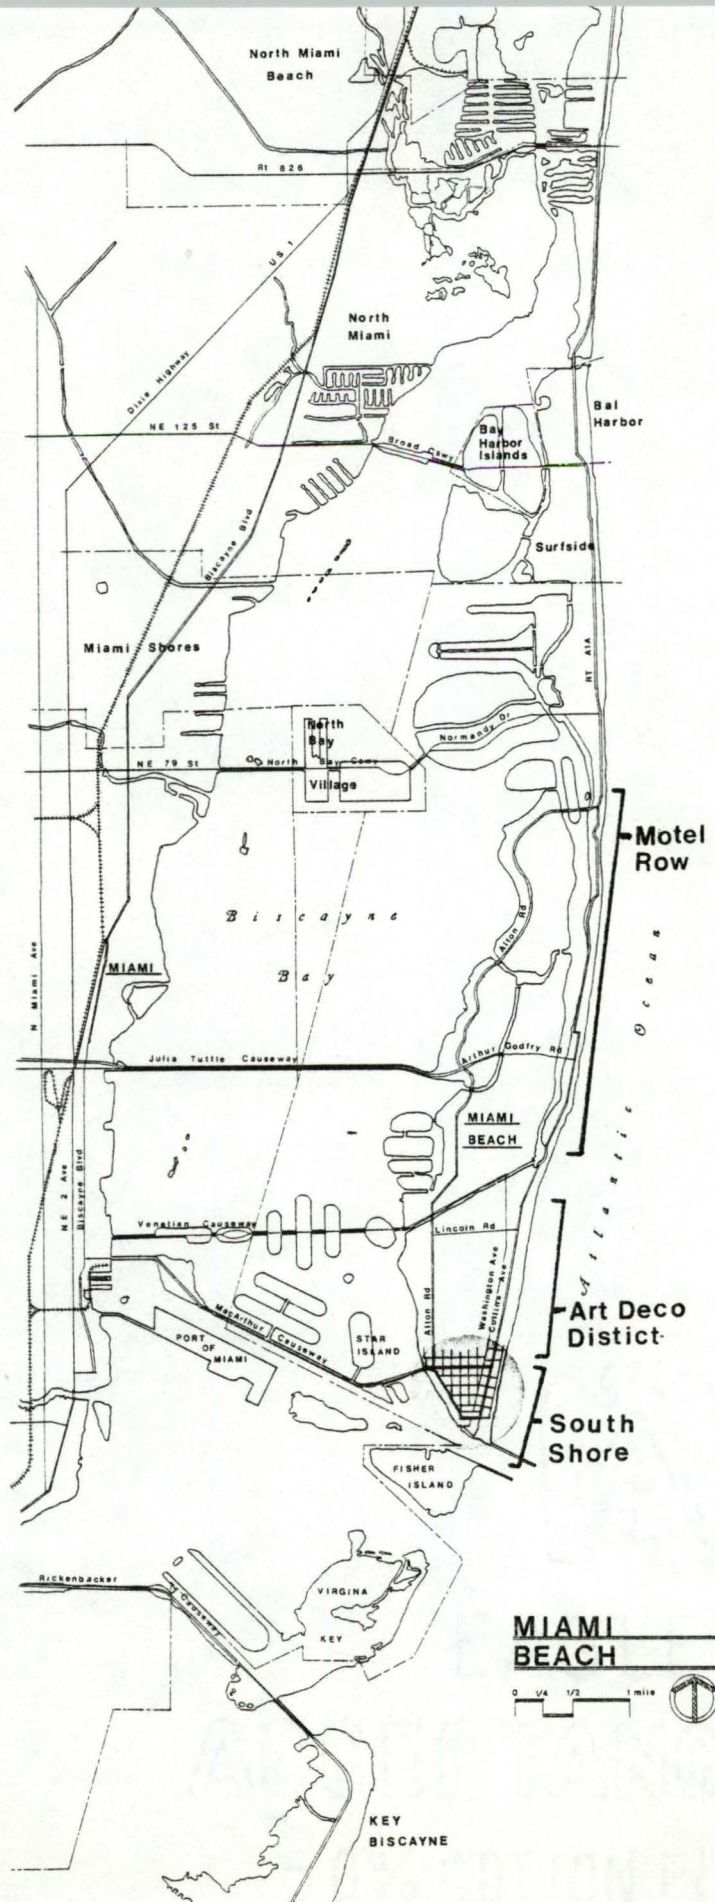 North Miami
Beach
Rt 826
U S 1
North
Miami
Dixie Highway
Bal
Harbor
NE 125 St
Broad Cswy
Bay
Harbor
Islands
Biscayne Blvd
Surfside
Miami Shores
RT A1A
North
Bay
Village
Normandy Dr
NE 79 St
North Bay Cswy
Motel
Row
Biscayne
Bay
Alton Rd
N Miami Ave
MIAMI
Atlantic Ocean
Julia Tuttle Causeway
Arthur Godfry Rd
MIAMI
BEACH
NE 2 Ave
Biscayne Blvd
Venetian Causeway
Lincoln Rd
Washington Ave
Collins Ave
Alton Rd
MacArthur Causeway
PORT
OF
MIAMI
STAR
ISLAND
Art Deco
Distict
South
Shore
FISHER
ISLAND
Rickenbacker
Causeway
VIRGINA
KEY
MIAMI
BEACH
0 1/4 1/2 1 mile
KEY
BISCAYNE